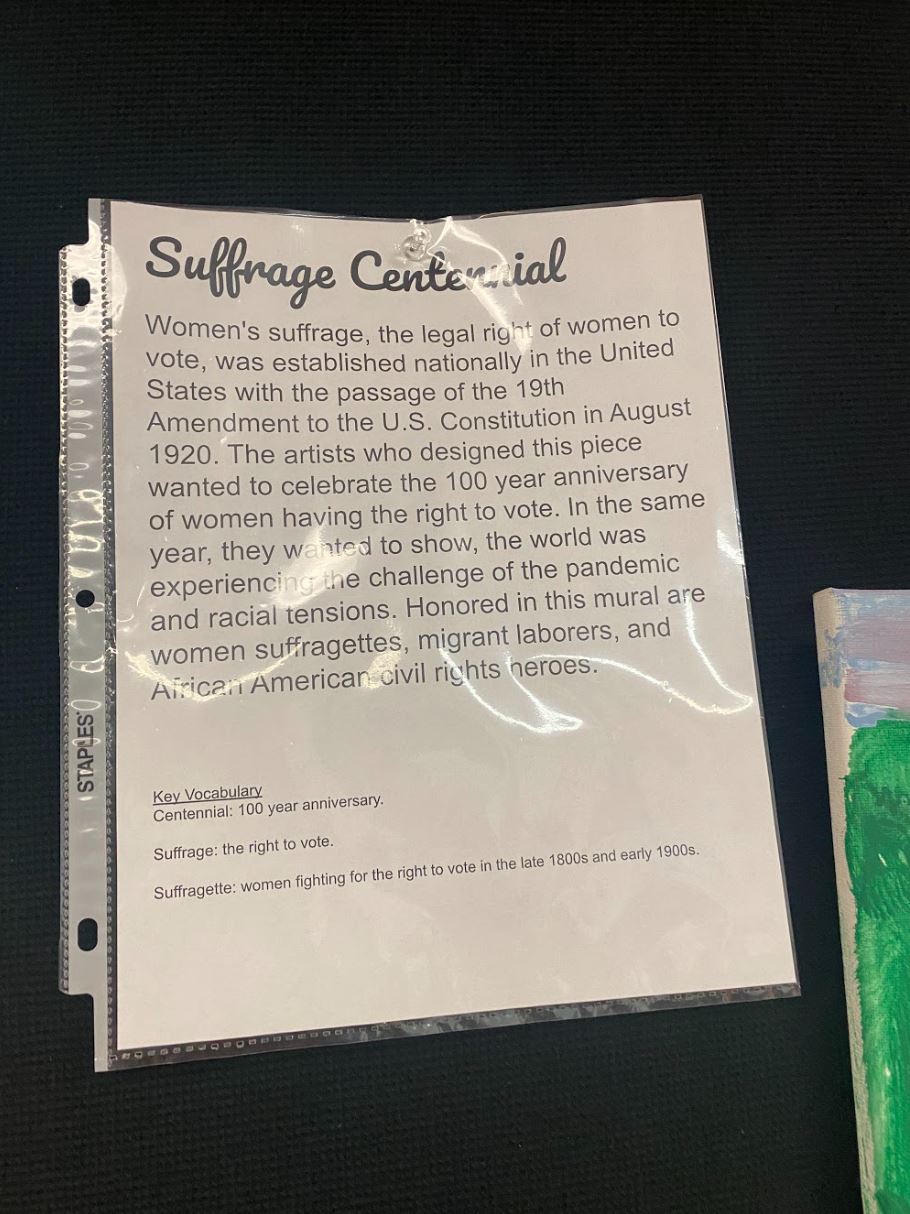 Suffrage Centennial
Women's suffrage, the legal right of women to
vote, was established nationally in the United
States with the passage of the 19th
Amendment to the U.S. Constitution in August
1920. The artists who designed this piece
wanted to celebrate the 100 year anniversary
of women having the right to vote. In the same
year, they wanted to show, the world was
experiencing the challenge of the pandemic
and racial tensions. Honored in this mural are
women suffragettes, migrant laborers, and
African American civil rights heroes.
Key Vocabulary
Centennial: 100 year anniversary.
Suffrage: the right to vote.
Suffragette: women fighting for the right to vote in the late 1800s and early 1900s.
STAPLES